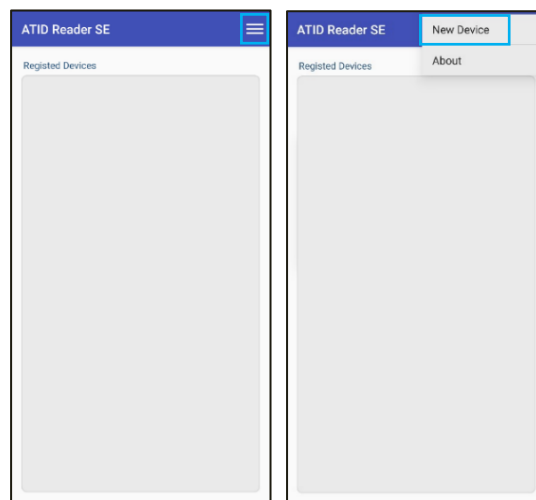 ATID Reader SE
Registed Devices
ATID Reader SE
New Device
About
Registed Devices